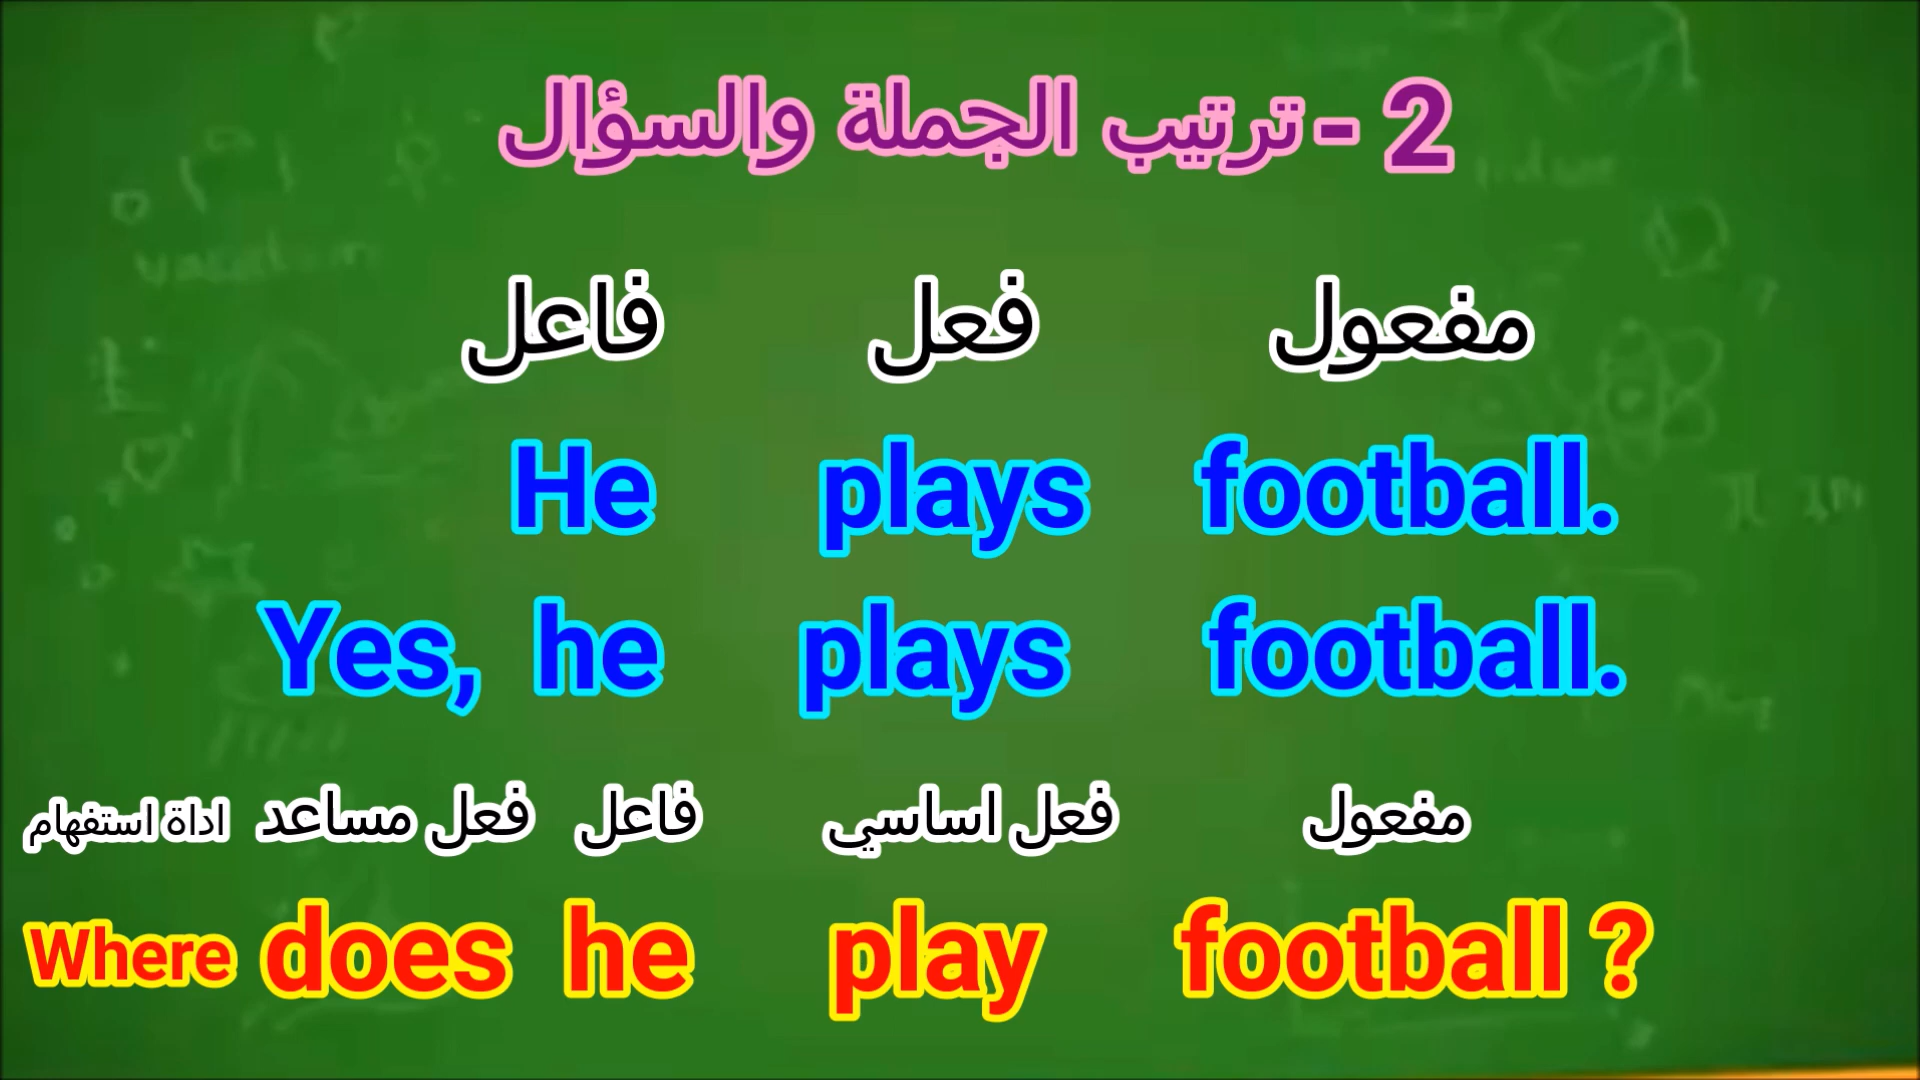 2 - ترتيب الجملة والسؤال
فاعل فعل مفعول
He plays football.
Yes, he plays football.
اداة استفهام فعل مساعد فاعل فعل اساسي مفعول
Where does he play football ?